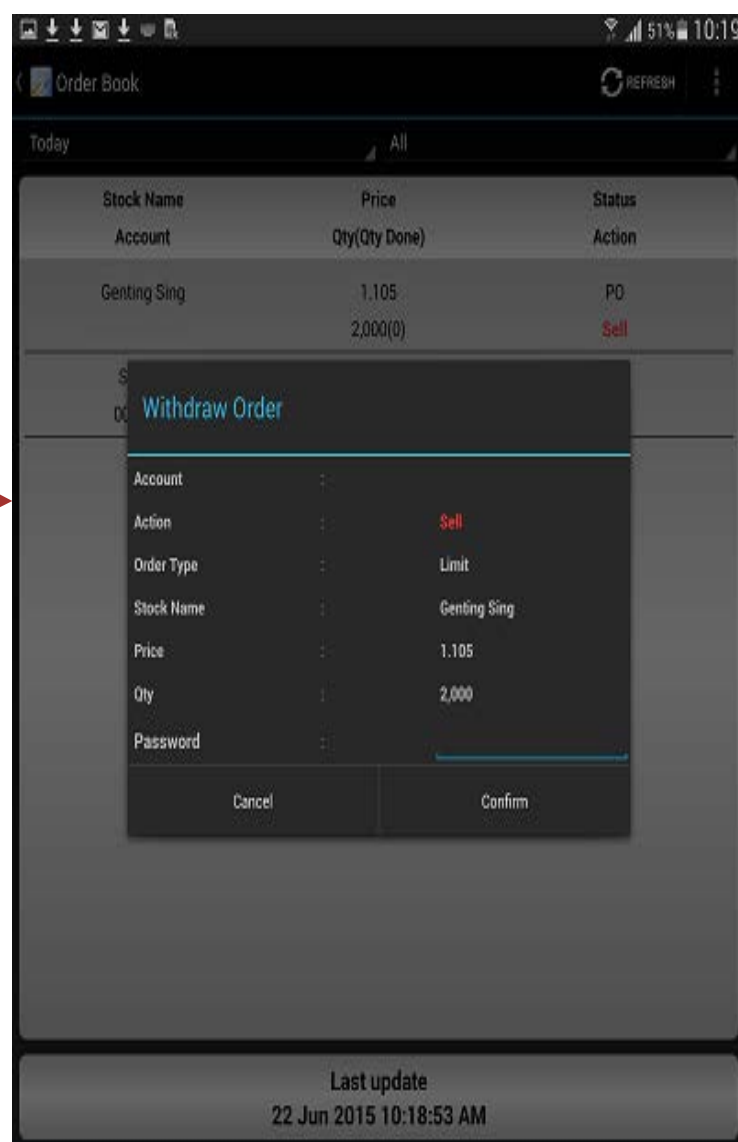 51% 10:19
Order Book REFRESH
Today All
Stock Name Price Status
Account Qty(Qty Done) Action
Genting Sing 1.105 PO
2,000(0) Sell
Withdraw Order
Account :
Action : Sell
Order Type : Limit
Stock Name : Genting Sing
Price : 1.105
Qty : 2,000
Password :
Cancel Confirm
Last update
22 Jun 2015 10:18:53 AM